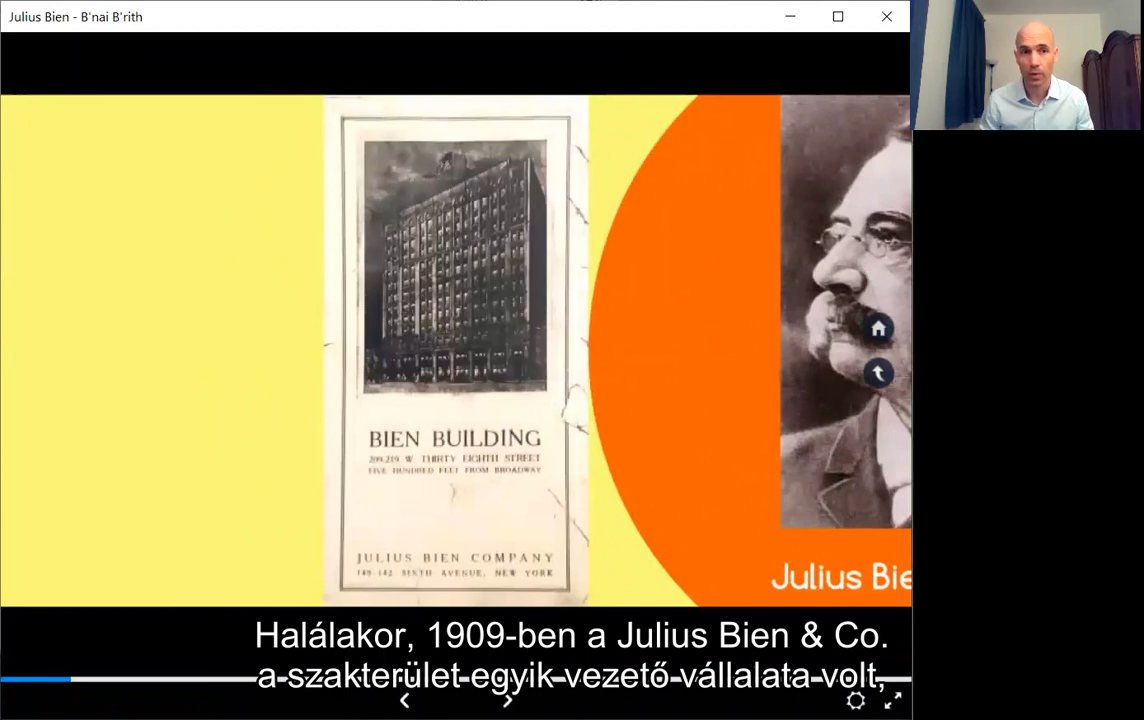 Julius Bien - B'nai B'rith
BIEN BUILDING
209-219 W. THIRTY EIGHTH STREET
FIVE HUNDRED FEET FROM BROADWAY
JULIUS BIEN COMPANY
140-142 SIXTH AVENUE, NEW YORK
Julius Bie
Halálakor, 1909-ben a Julius Bien & Co.
a szakterület egyik vezető vállalata volt,